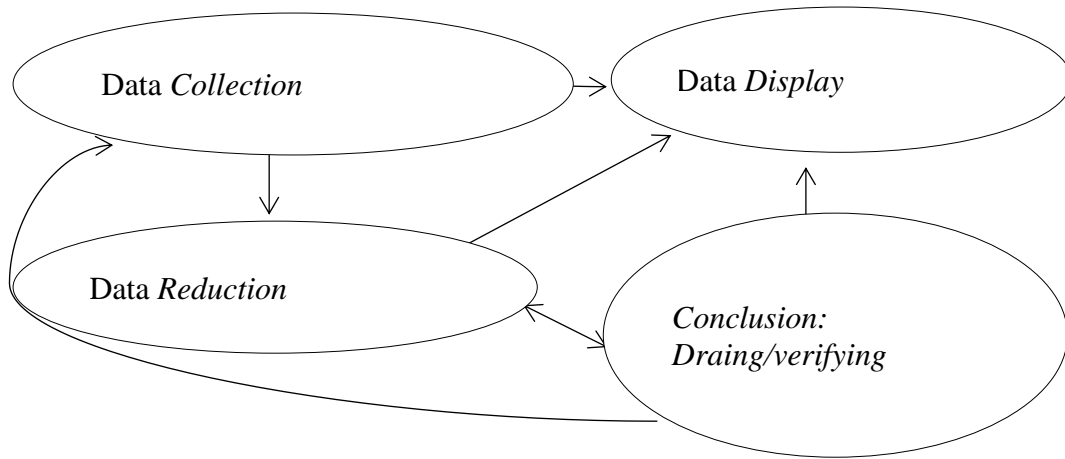 Data Collection
Data Display
Data Reduction
Conclusion:
Draing/verifying